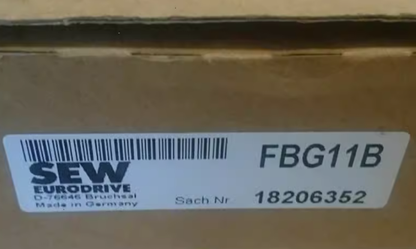 SEW
EURODRIVE
D-76646 Bruchsal
Made in Germany
FBG11B
Sach Nr 18206352